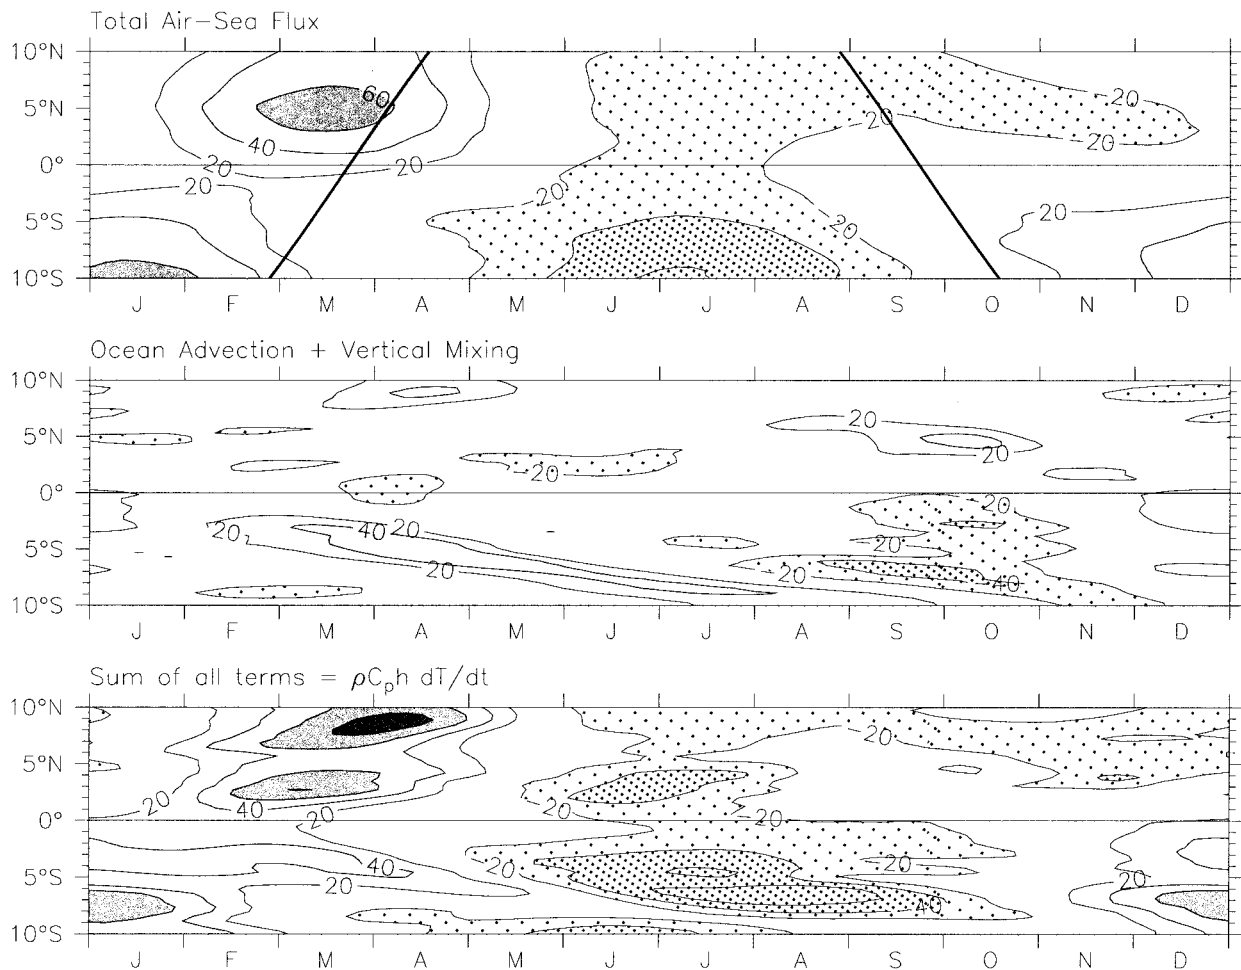 Total Air-Sea Flux
10°N
5°N
0°
5°S
10°S
60
40
20
20
20
20
20
20
20
20
20
J F M A M J J A S O N D
Ocean Advection + Vertical Mixing
10°N
5°N
0°
5°S
10°S
20
20
20
20
20
40
20
20
20
20
40
J F M A M J J A S O N D
Sum of all terms = ρCph dT/dt
10°N
5°N
0°
5°S
10°S
20
20
40
20
20
20
40
20
20
20
20
40
J F M A M J J A S O N D